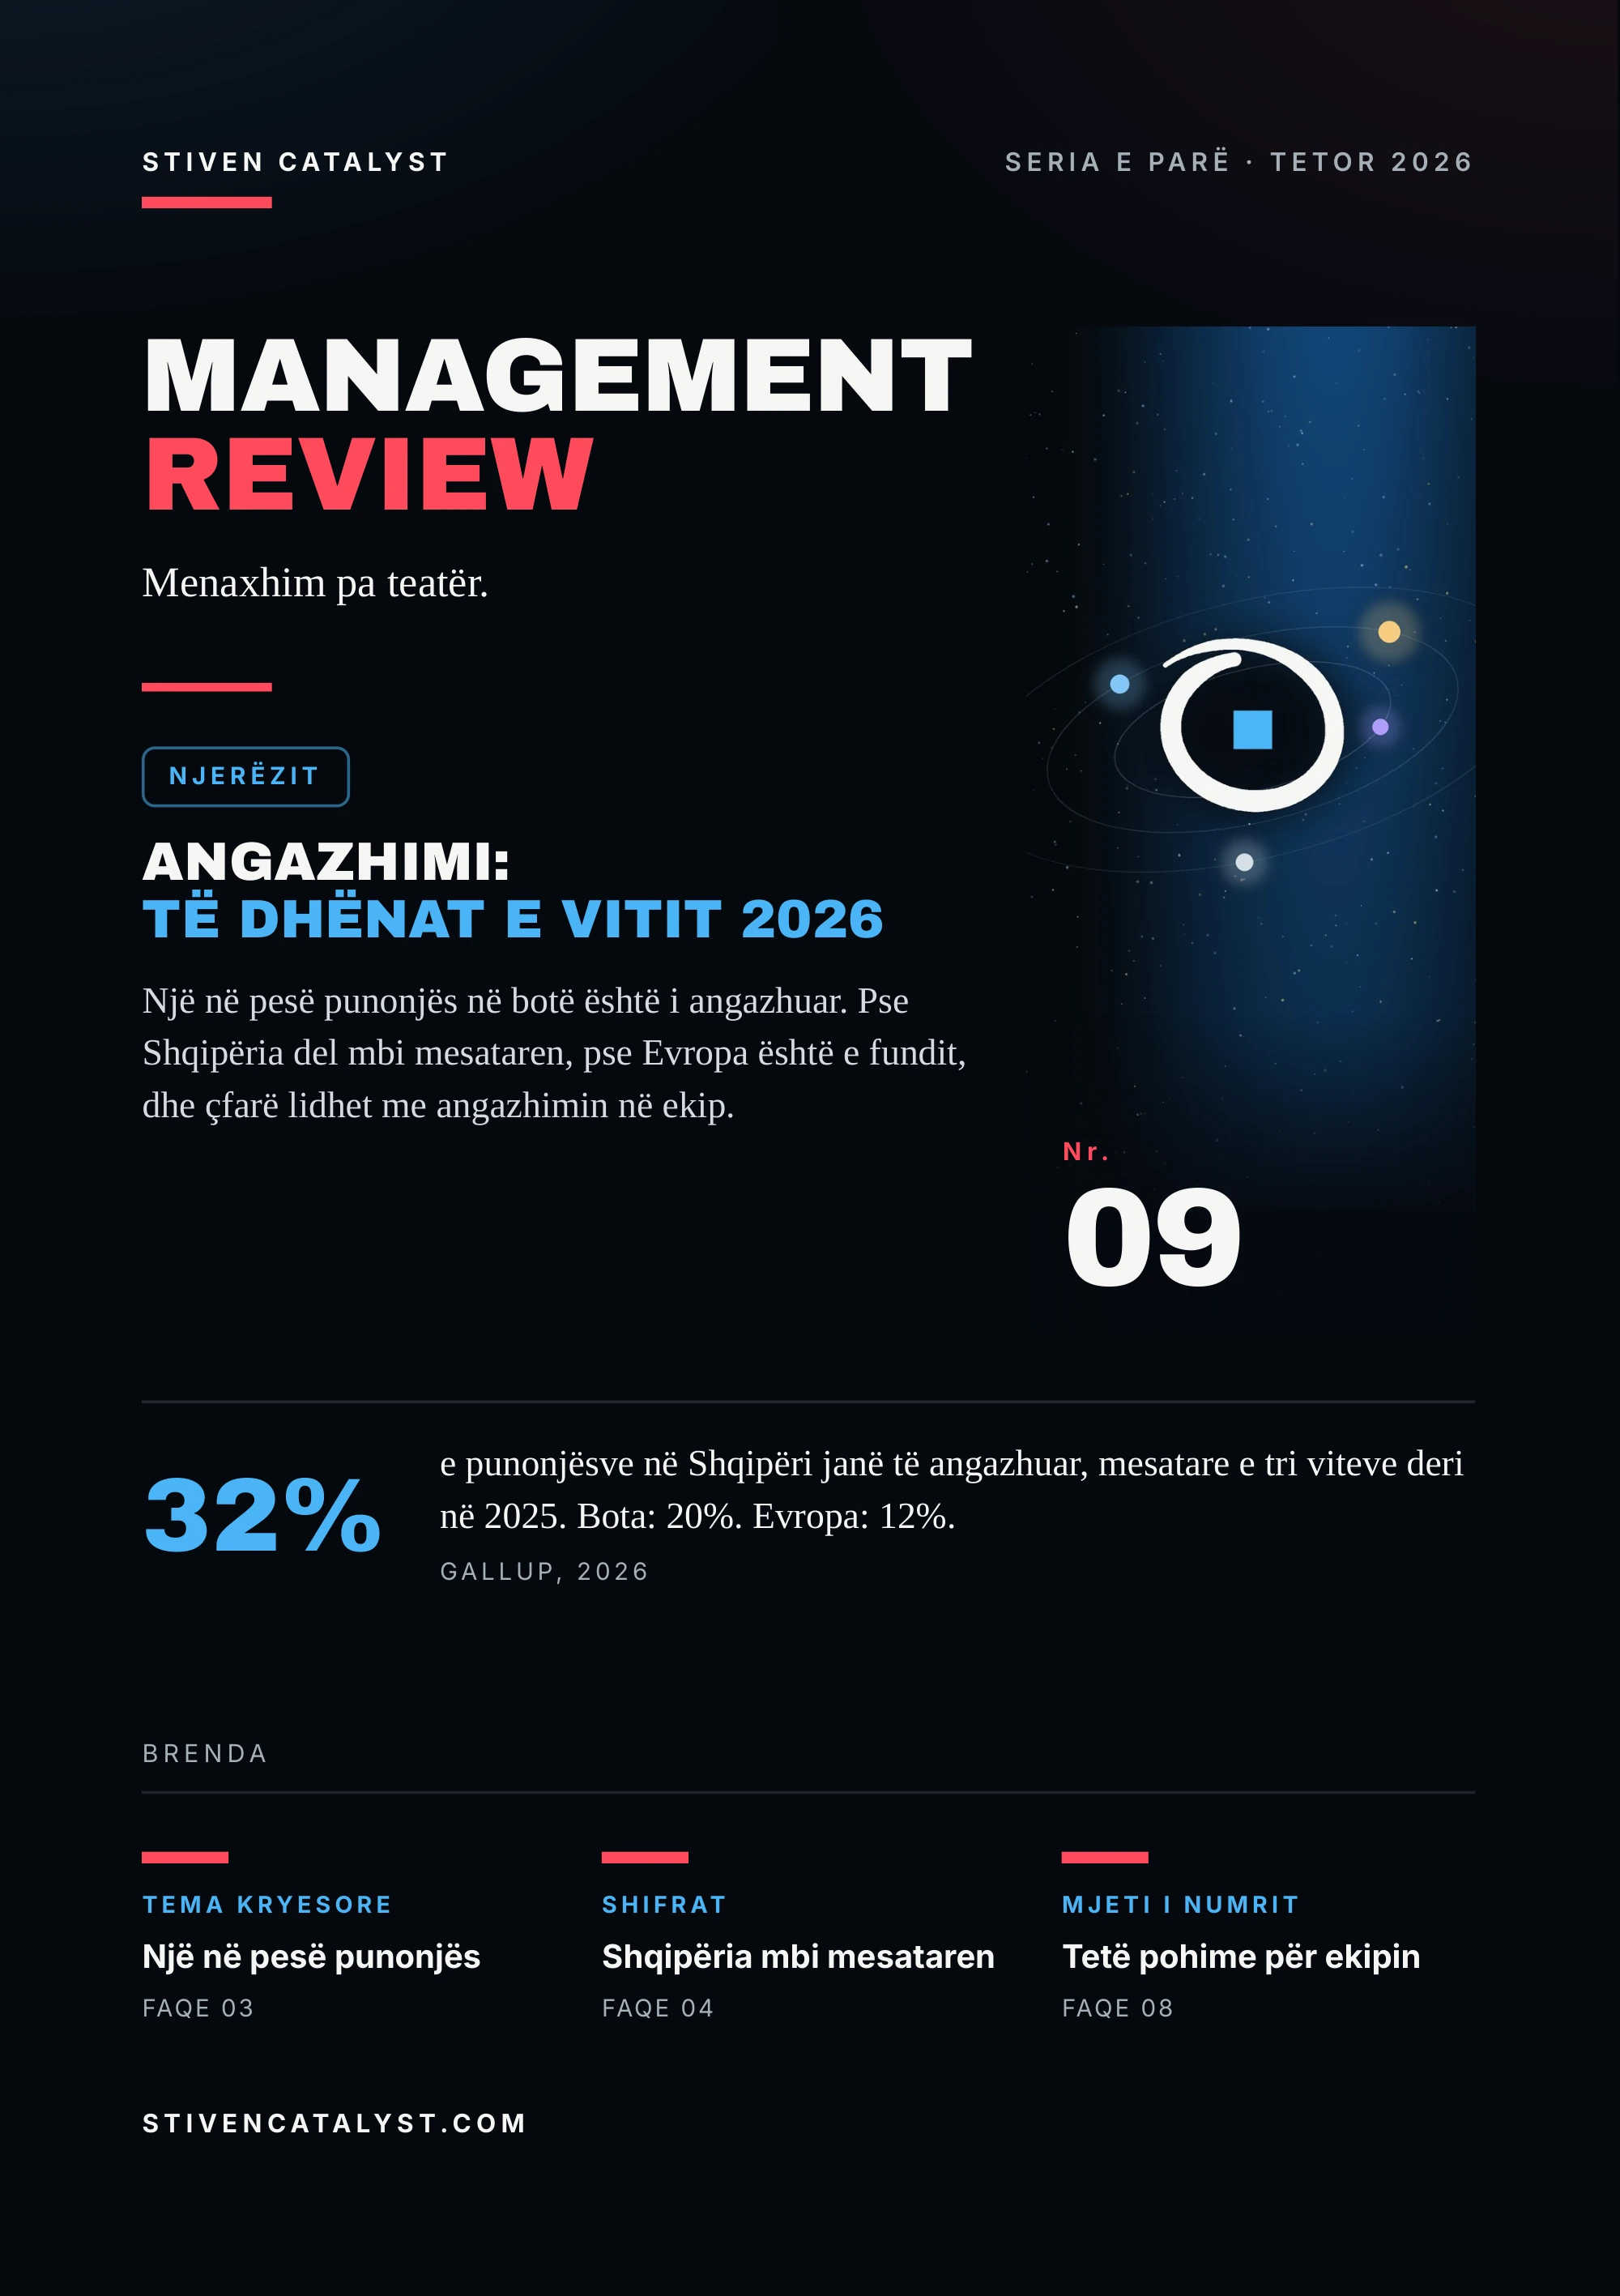 STIVEN CATALYST
SERIA E PARË · TETOR 2026
MANAGEMENT
REVIEW
Menaxhim pa teatër.
NJERËZIT
ANGAZHIMI:
TË DHËNAT E VITIT 2026
Një në pesë punonjës në botë është i angazhuar. Pse
Shqipëria del mbi mesataren, pse Evropa është e fundit,
dhe çfarë lidhet me angazhimin në ekip.
Nr.
09
32%
e punonjësve në Shqipëri janë të angazhuar, mesatare e tri viteve deri
në 2025. Bota: 20%. Evropa: 12%.
GALLUP, 2026
BRENDA
TEMA KRYESORE
Një në pesë punonjës
FAQE 03
SHIFRAT
Shqipëria mbi mesataren
FAQE 04
MJETI I NUMRIT
Tetë pohime për ekipin
FAQE 08
STIVENCATALYST.COM